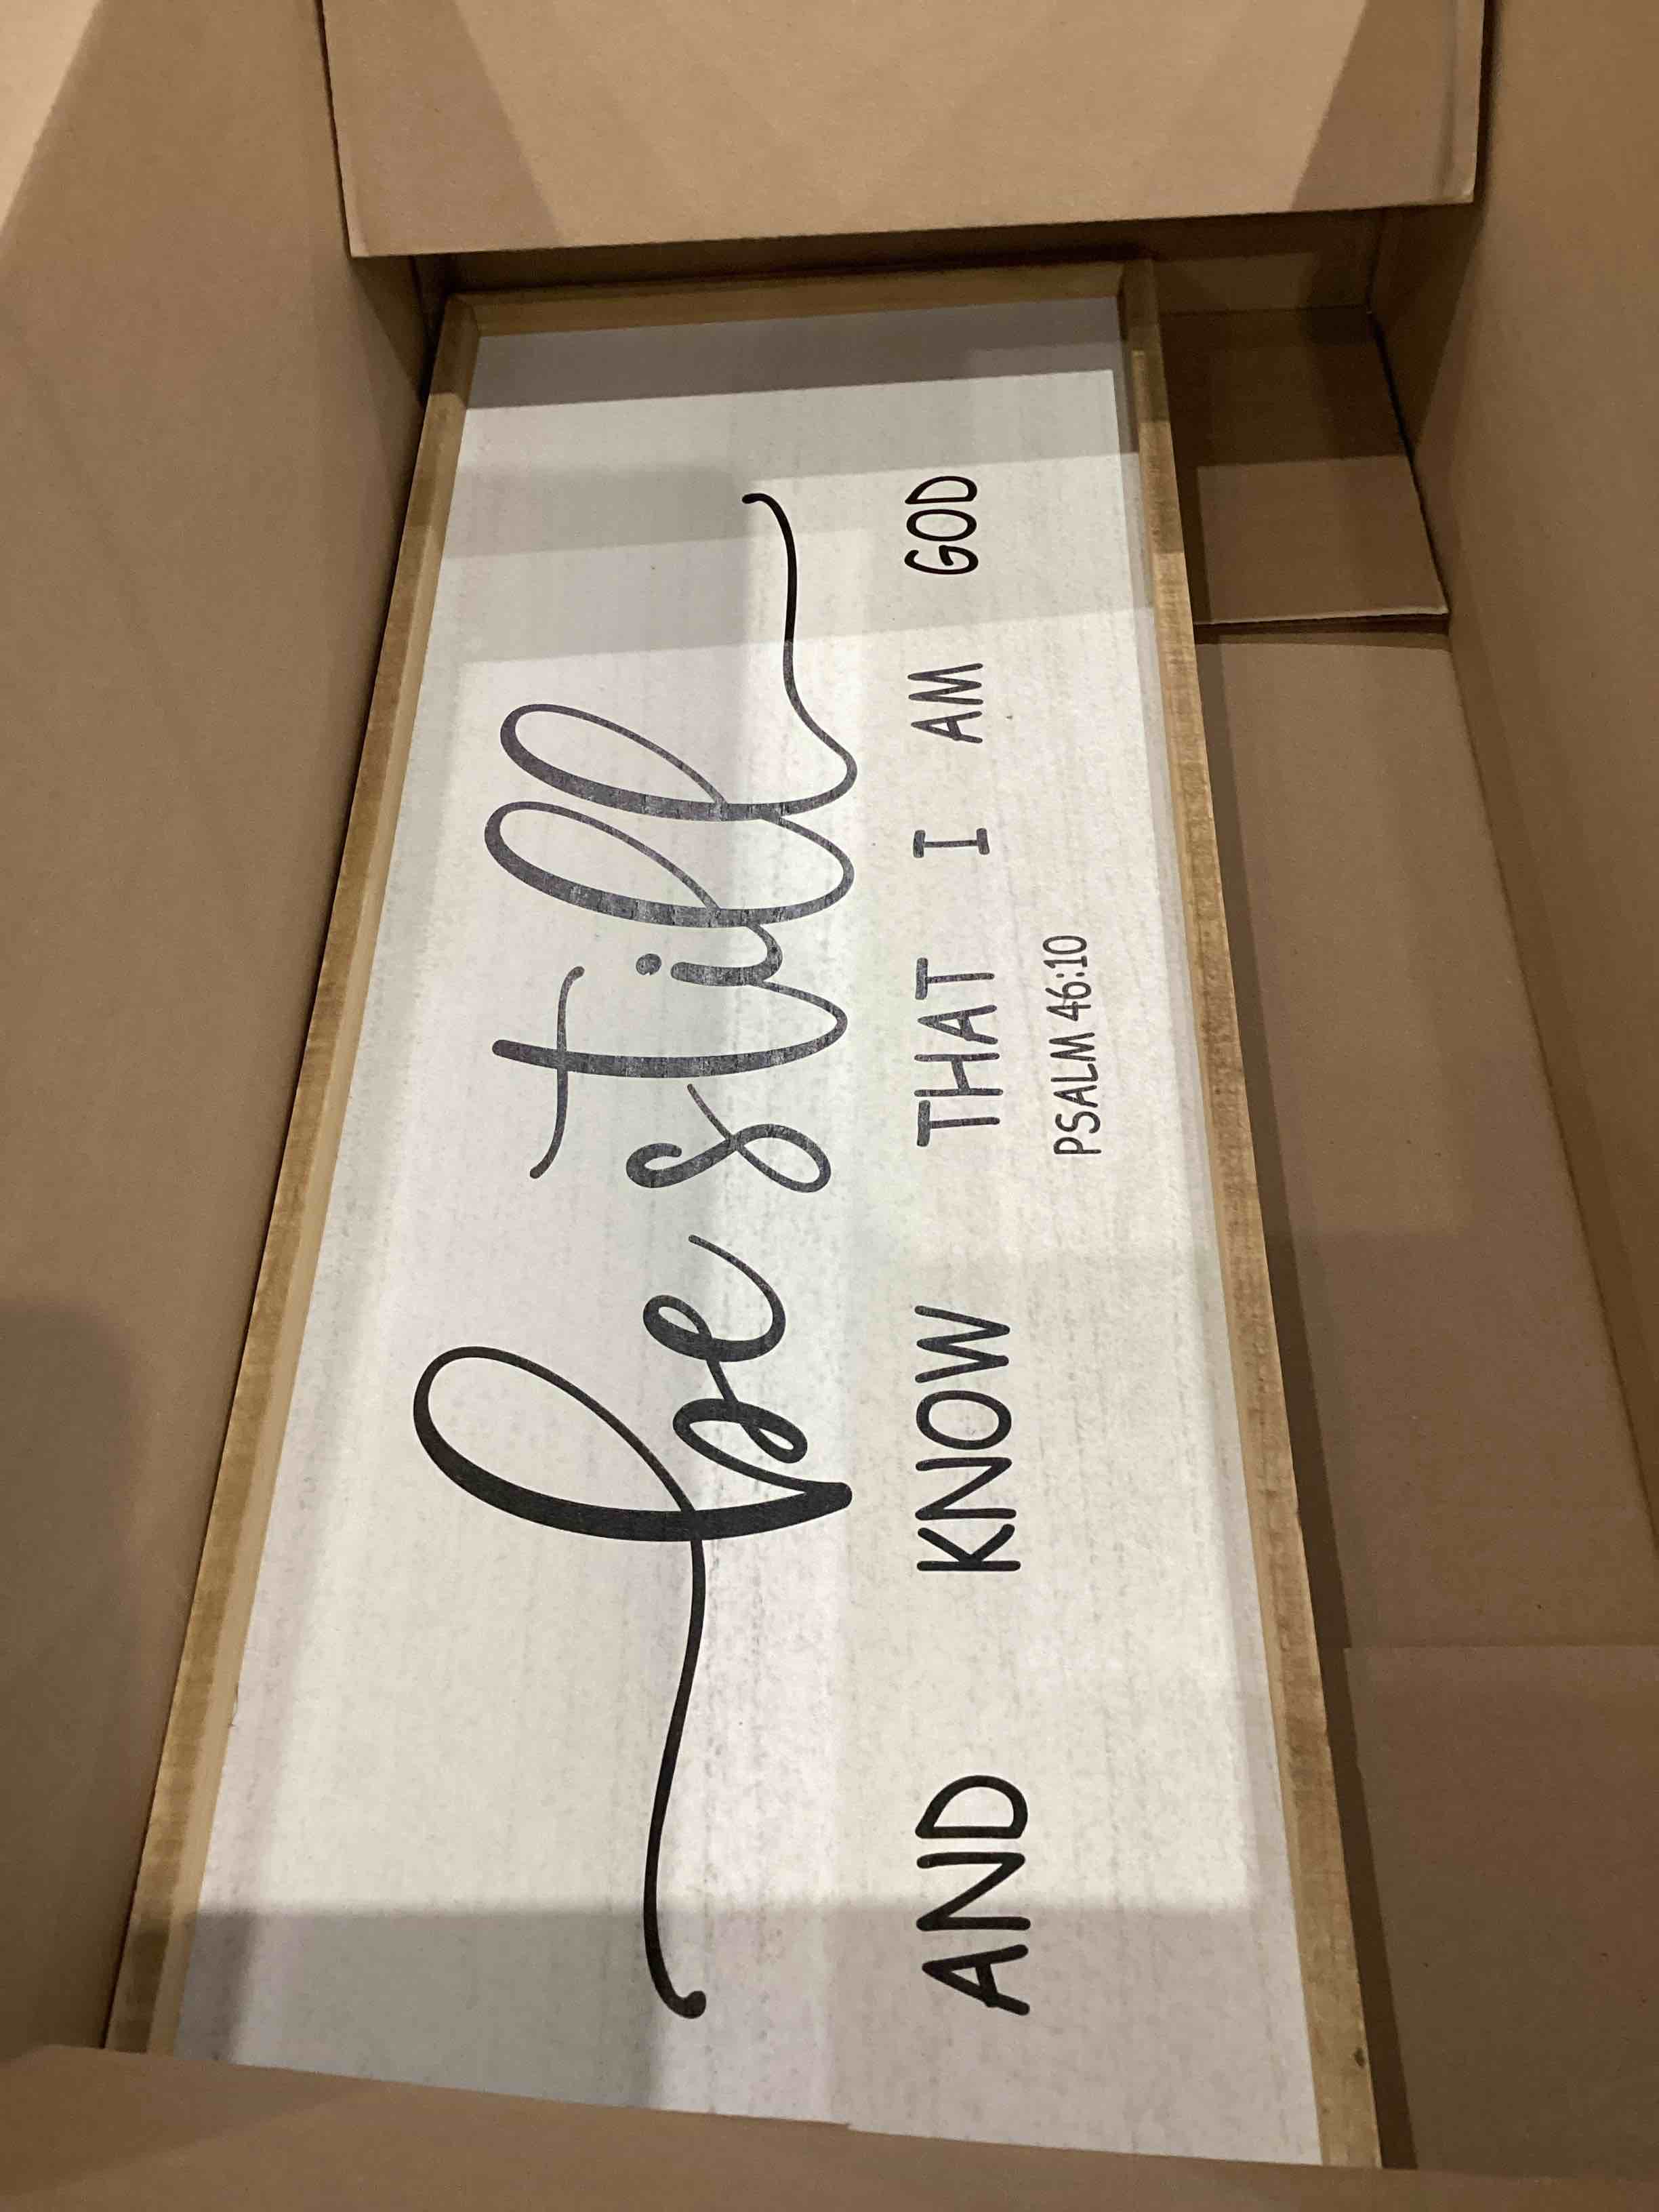 be still
AND KNOW THAT I AM GOD
PSALM 46:10